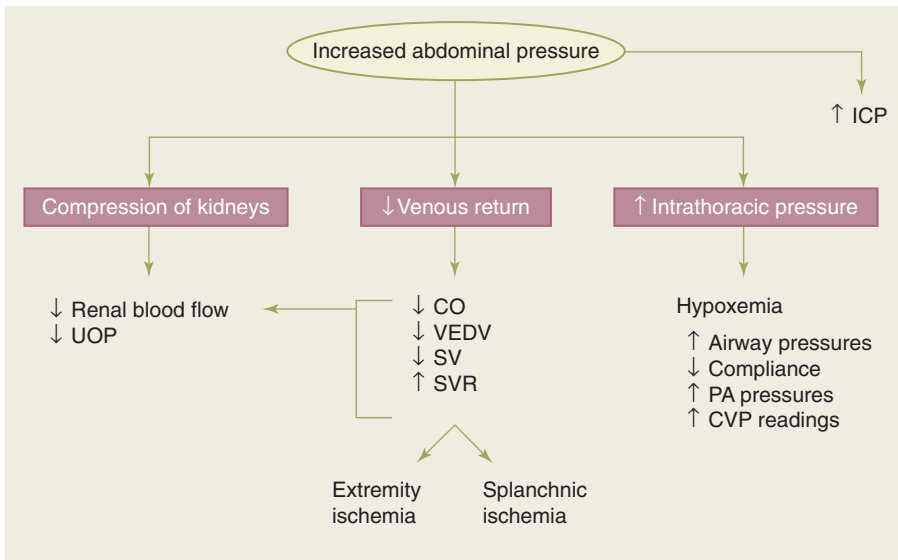 Increased abdominal pressure
↑ ICP
Compression of kidneys
↓ Venous return
↑ Intrathoracic pressure
↓ Renal blood flow
↓ UOP
↓ CO
↓ VEDV
↓ SV
↑ SVR
Hypoxemia
↑ Airway pressures
↓ Compliance
↑ PA pressures
↑ CVP readings
Extremity
ischemia
Splanchnic
ischemia